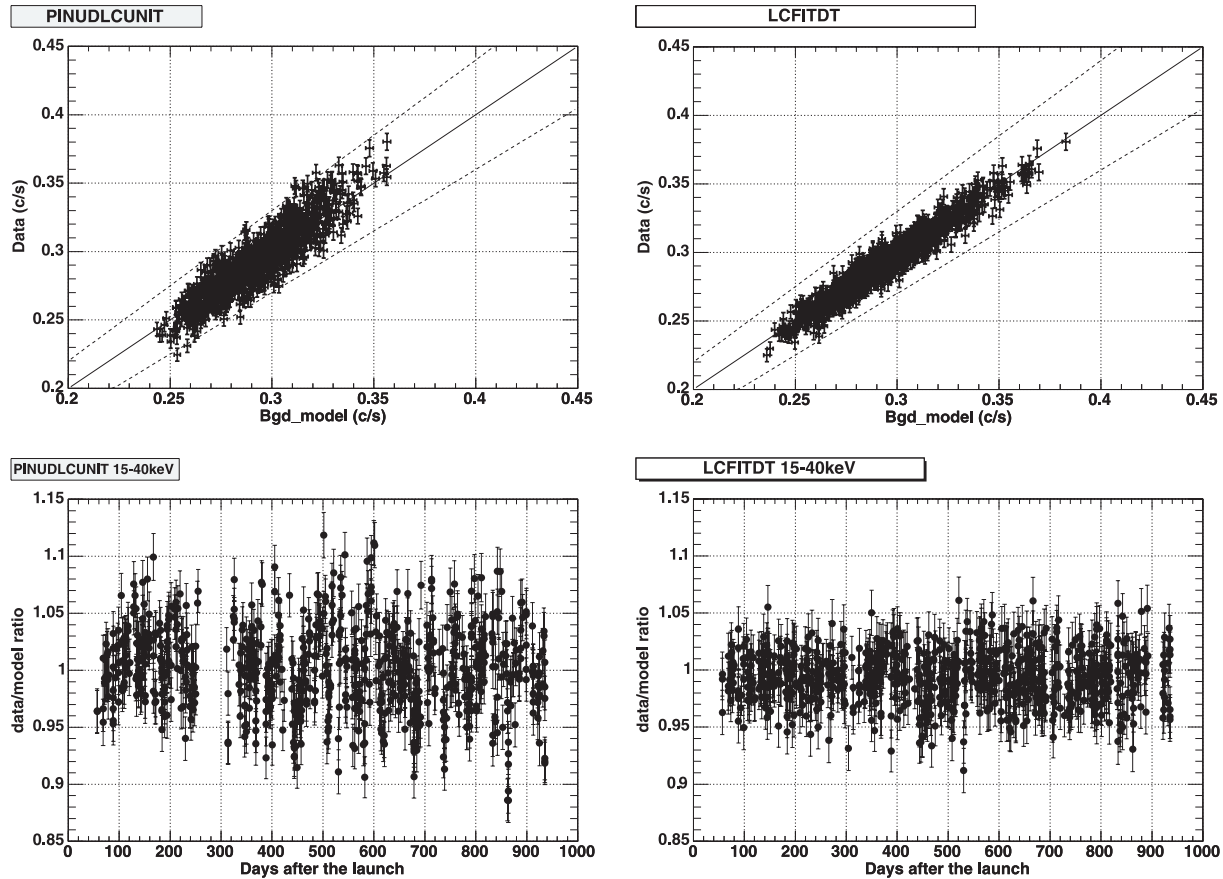 PINUDLCUNIT
0.45
0.4
0.35
0.3
0.25
0.2
Data (c/s)
0.2 0.25 0.3 0.35 0.4 0.45
Bgd_model (c/s)
LCFITDT
0.45
0.4
0.35
0.3
0.25
0.2
Data (c/s)
0.2 0.25 0.3 0.35 0.4 0.45
Bgd_model (c/s)
PINUDLCUNIT 15-40keV
1.15
1.1
1.05
1
0.95
0.9
0.85
data/model ratio
0 100 200 300 400 500 600 700 800 900 1000
Days after the launch
LCFITDT 15-40keV
1.15
1.1
1.05
1
0.95
0.9
0.85
data/model ratio
0 100 200 300 400 500 600 700 800 900 1000
Days after the launch